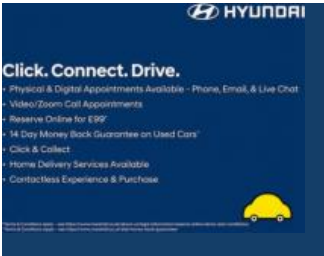 HYUNDAI
Click. Connect. Drive.
• Physical & Digital Appointments Available - Phone, Email, & Live Chat
• Video/Zoom Call Appointments
• Reserve Online for £99*
• 14 Day Money Back Guarantee on Used Cars*
• Click & Collect
• Home Delivery Services Available
• Contactless Experience & Purchase